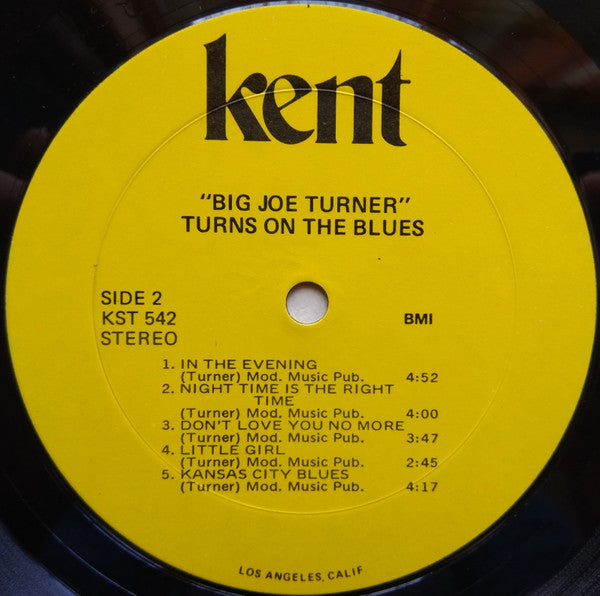 kent
"BIG JOE TURNER"
TURNS ON THE BLUES
SIDE 2
KST 542
STEREO
BMI
1. IN THE EVENING
(Turner) Mod. Music Pub. 4:52
2. NIGHT TIME IS THE RIGHT
TIME
(Turner) Mod. Music Pub. 4:00
3. DON'T LOVE YOU NO MORE
(Turner) Mod. Music Pub. 3:47
4. LITTLE GIRL
(Turner) Mod. Music Pub. 2:45
5. KANSAS CITY BLUES
(Turner) Mod. Music Pub. 4:17
LOS ANGELES, CALIF